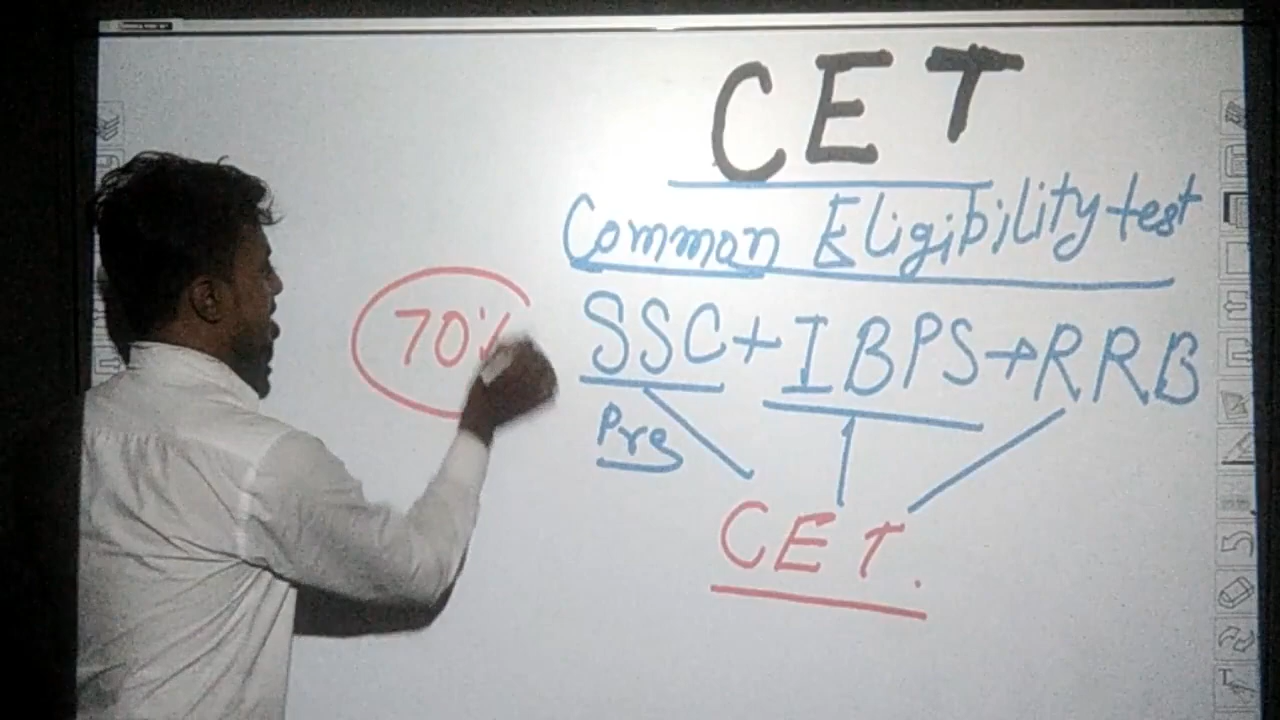 CET
Common Eligibility test
70%
SSC + IBPS + RRB
Pre
CET.
T